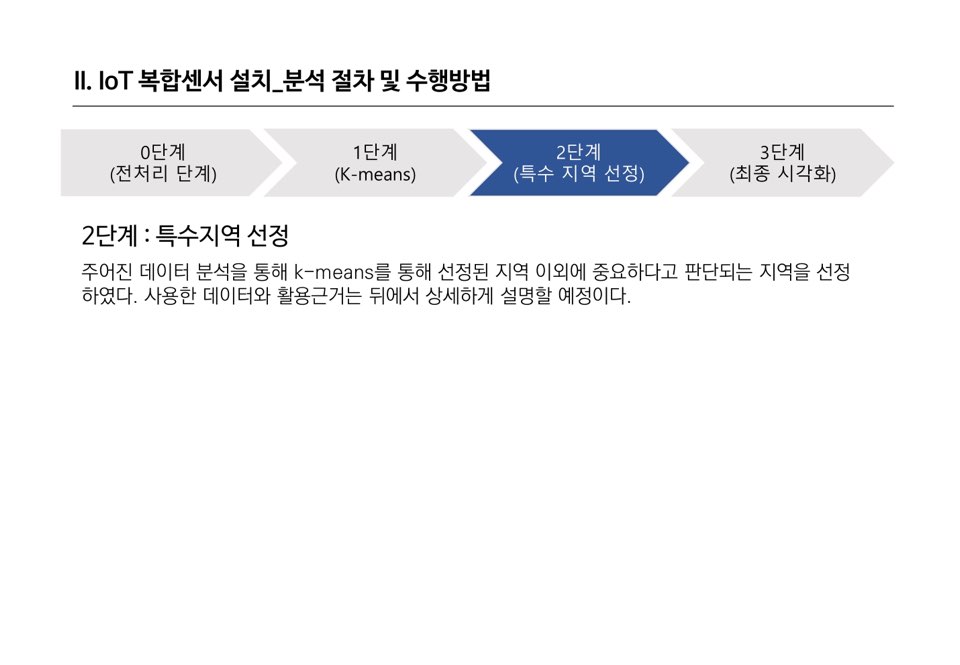 II. IoT 복합센서 설치_분석 절차 및 수행방법
0단계
(전처리 단계)
1단계
(K-means)
2단계
(특수 지역 선정)
3단계
(최종 시각화)
2단계 : 특수지역 선정
주어진 데이터 분석을 통해 k-means를 통해 선정된 지역 이외에 중요하다고 판단되는 지역을 선정
하였다. 사용한 데이터와 활용근거는 뒤에서 상세하게 설명할 예정이다.